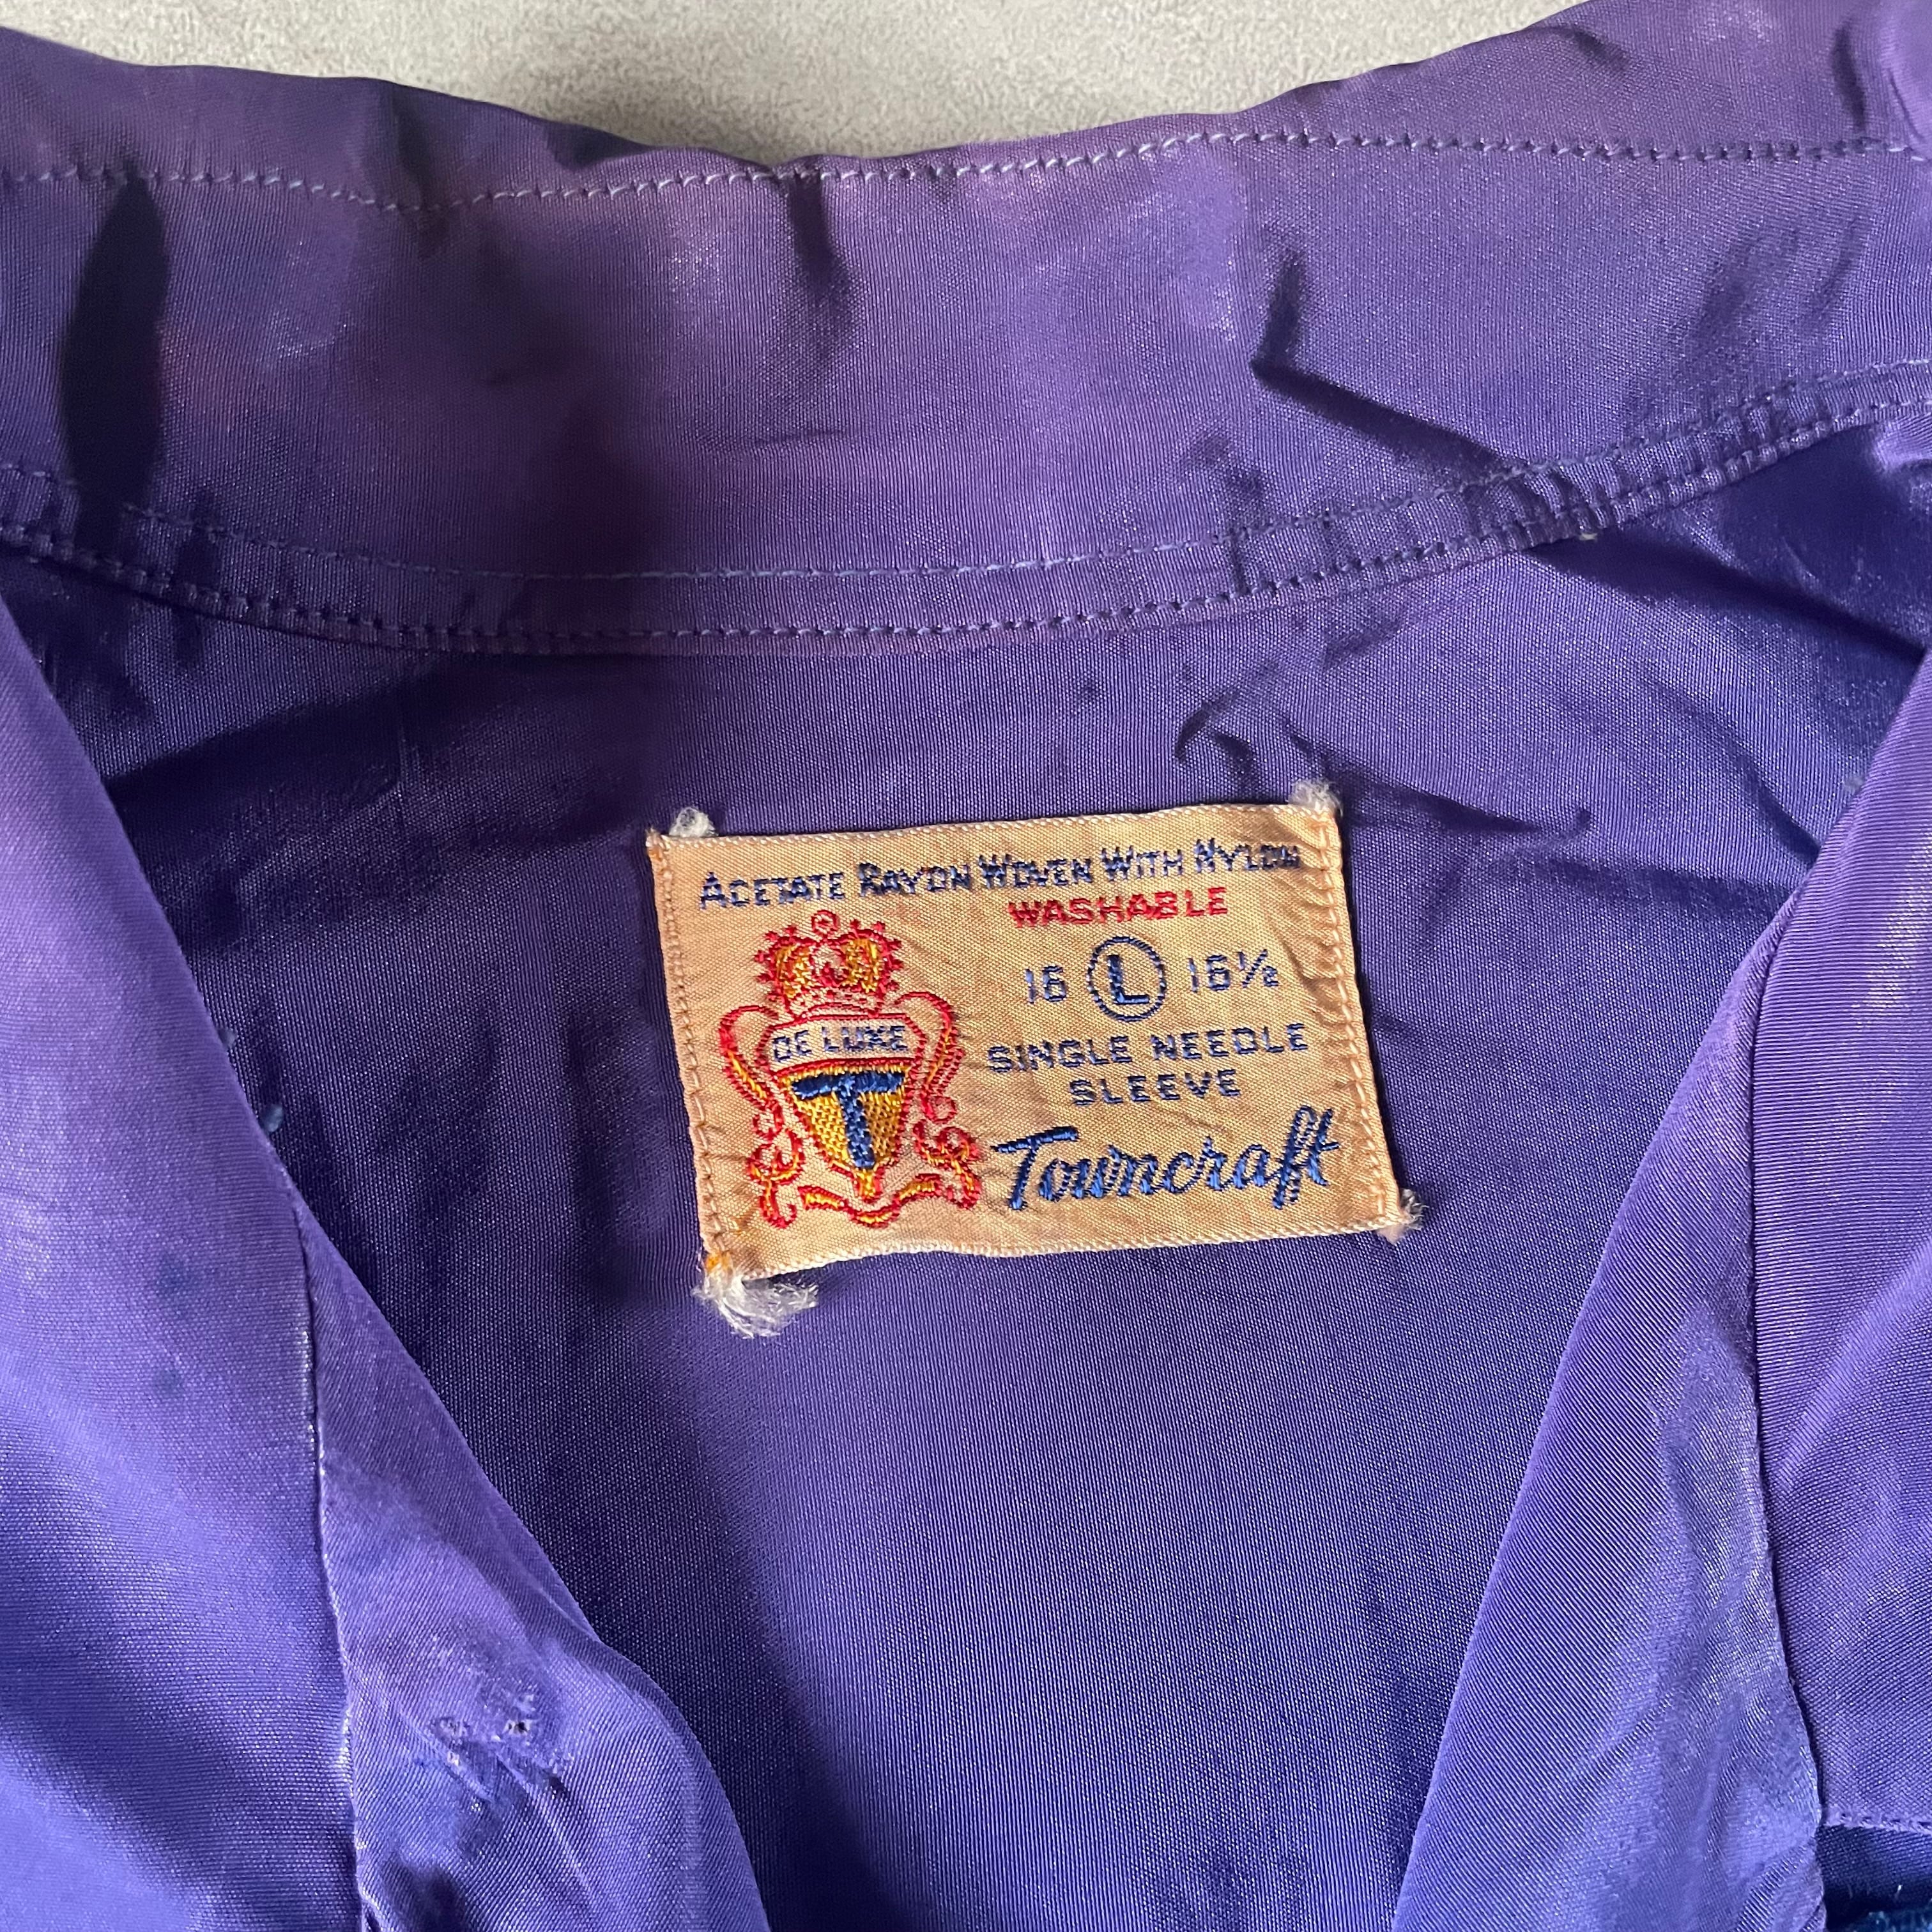 ACETATE RAYON WOVEN WITH NYLON
WASHABLE
16 L 16½
DE LUXE
T
SINGLE NEEDLE
SLEEVE
Towncraft